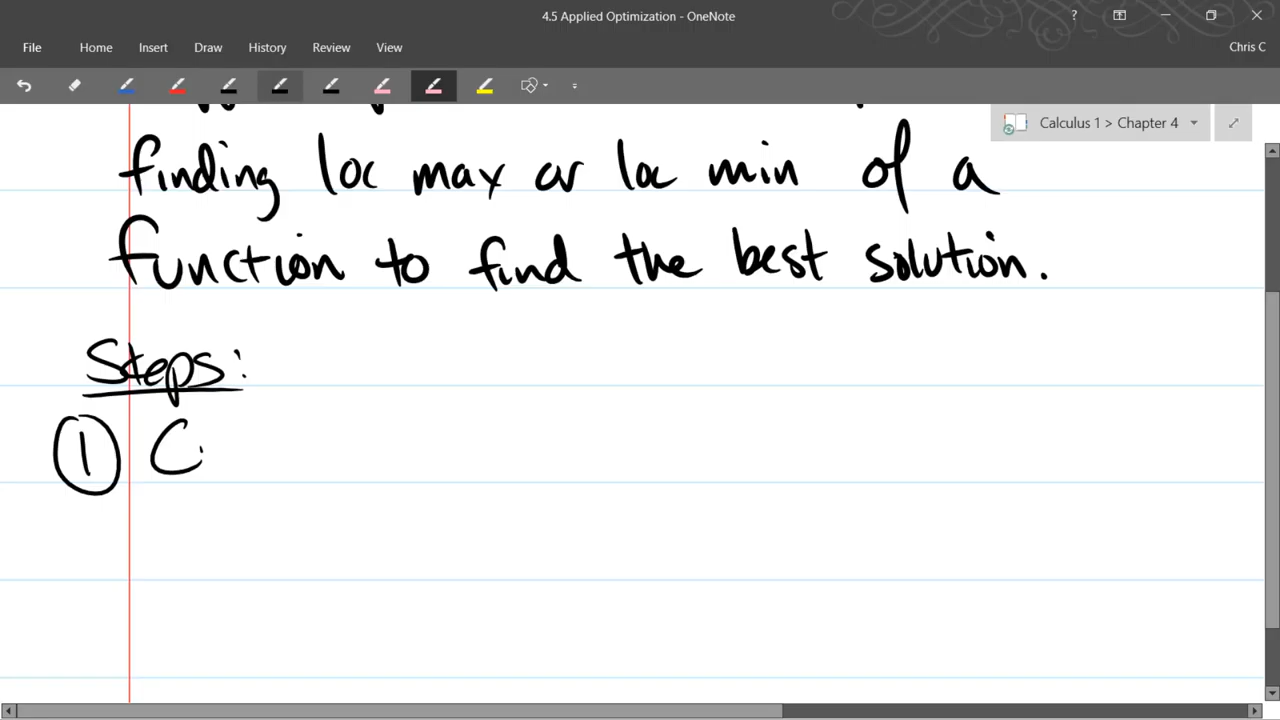 4.5 Applied Optimization - OneNote
?
File Home Insert Draw History Review View
Chris C
Calculus 1 > Chapter 4
finding loc max or loc min of a
function to find the best solution.
Steps:
1 C